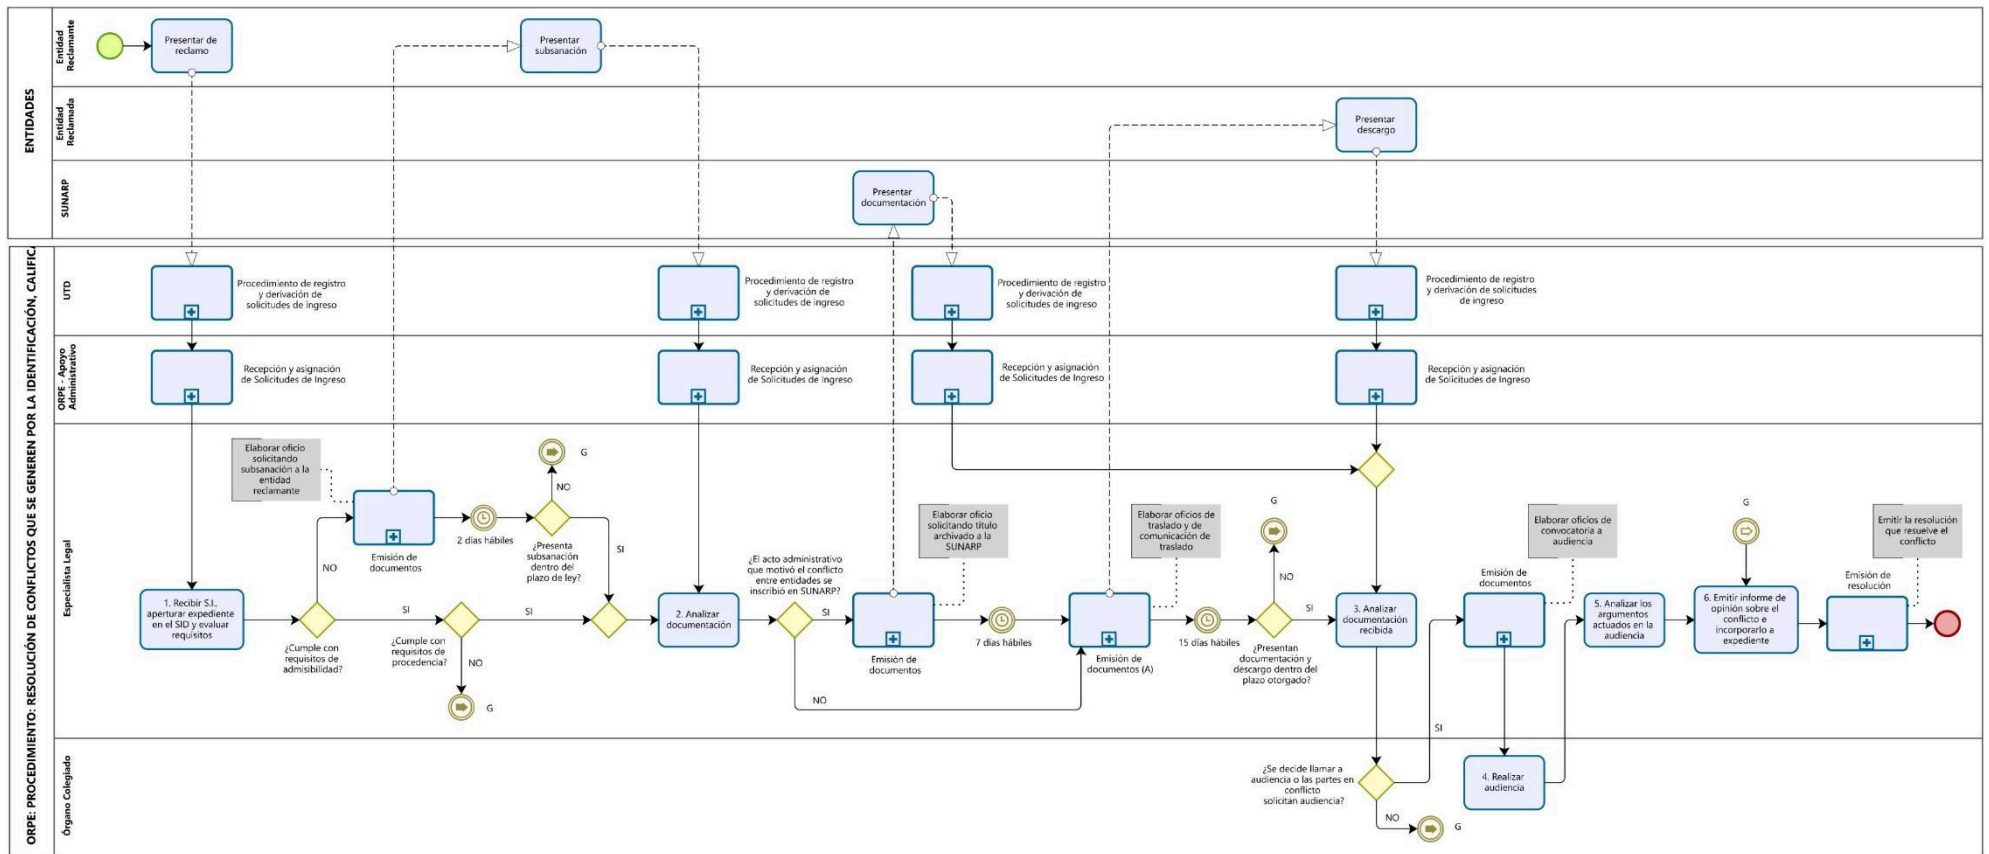 ENTIDADES
Entidad
Reclamante
Presentar de
reclamo
Presentar
subsanación
Entidad
Reclamada
Presentar
descargo
SUNARP
Presentar
documentación
ORPE: PROCEDIMIENTO: RESOLUCIÓN DE CONFLICTOS QUE SE GENEREN POR LA IDENTIFICACIÓN, CALIFICA
UTD
Procedimiento de registro
y derivación de
solicitudes de ingreso
Procedimiento de registro
y derivación de
solicitudes de ingreso
Procedimiento de registro
y derivación de
solicitudes de ingreso
Procedimiento de registro
y derivación de solicitudes
de ingreso
ORPE - Apoyo
Administrativo
Recepción y asignación
de Solicitudes de Ingreso
Recepción y asignación
de Solicitudes de Ingreso
Recepción y asignación
de Solicitudes de Ingreso
Recepción y asignación
de Solicitudes de Ingreso
Especialista Legal
1. Recibir S.I.,
aperturar expediente
en el SID y evaluar
requisitos
¿Cumple con
requisitos de
admisibilidad?
NO
SI
Elaborar oficio
solicitando
subsanación a la
entidad
reclamante
Emisión de
documentos
2 días hábiles
¿Presenta
subsanación
dentro del
plazo de ley?
NO
G
SI
¿Cumple con
requisitos de
procedencia?
SI
NO
G
2. Analizar
documentación
¿El acto administrativo
que motivó el conflicto
entre entidades se
inscribió en SUNARP?
SI
NO
Elaborar oficio
solicitando título
archivado a la
SUNARP
Emisión de
documentos
7 días hábiles
Elaborar oficios de
traslado y de
comunicación de
traslado
Emisión de
documentos (A)
15 días hábiles
G
NO
SI
¿Presentan
documentación y
descargo dentro del
plazo otorgado?
3. Analizar
documentación
recibida
SI
Elaborar oficios de
convocatoria a
audiencia
Emisión de
documentos
5. Analizar los
argumentos
actuados en la
audiencia
G
6. Emitir informe de
opinión sobre el
conflicto e
incorporarlo a
expediente
Emitir la resolución
que resuelve el
conflicto
Emisión de
resolución
Órgano Colegiado
¿Se decide llamar a
audiencia o las partes en
conflicto
solicitan audiencia?
NO
G
4. Realizar
audiencia